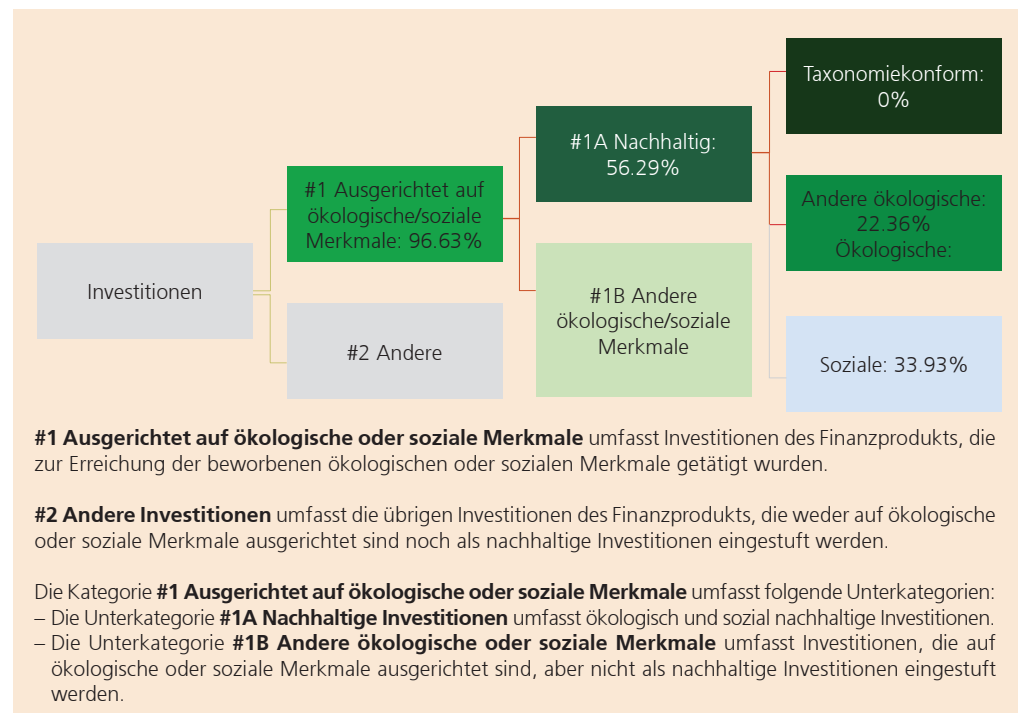 Taxonomiekonform:
0%
#1A Nachhaltig:
56.29%
#1 Ausgerichtet auf
ökologische/soziale
Merkmale: 96.63%
Andere ökologische:
22.36%
Ökologische:
Investitionen
#1B Andere
ökologische/soziale
Merkmale
#2 Andere
Soziale: 33.93%
#1 Ausgerichtet auf ökologische oder soziale Merkmale umfasst Investitionen des Finanzprodukts, die
zur Erreichung der beworbenen ökologischen oder sozialen Merkmale getätigt wurden.
#2 Andere Investitionen umfasst die übrigen Investitionen des Finanzprodukts, die weder auf ökologische
oder soziale Merkmale ausgerichtet sind noch als nachhaltige Investitionen eingestuft werden.
Die Kategorie #1 Ausgerichtet auf ökologische oder soziale Merkmale umfasst folgende Unterkategorien:
– Die Unterkategorie #1A Nachhaltige Investitionen umfasst ökologisch und sozial nachhaltige Investitionen.
– Die Unterkategorie #1B Andere ökologische oder soziale Merkmale umfasst Investitionen, die auf
ökologische oder soziale Merkmale ausgerichtet sind, aber nicht als nachhaltige Investitionen eingestuft
werden.